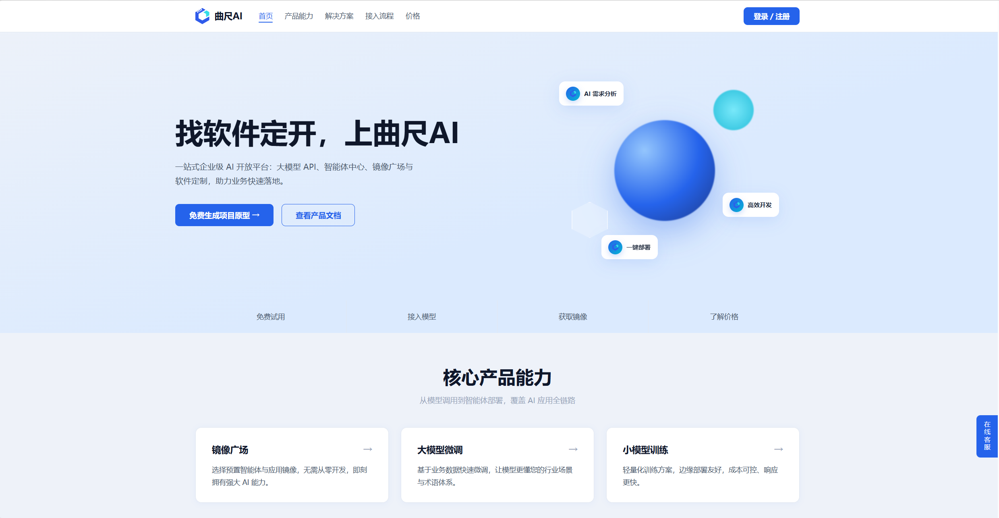 曲尺AI
首页 产品能力 解决方案 接入流程 价格
登录 / 注册
AI 需求分析
找软件定开，上曲尺AI
一站式企业级 AI 开放平台：大模型 API、智能体中心、镜像广场与
软件定制，助力业务快速落地。
免费生成项目原型 →
查看产品文档
高效开发
一键部署
免费试用 接入模型 获取镜像 了解价格
核心产品能力
从模型调用到智能体部署，覆盖 AI 应用全链路
镜像广场 →
选择预置智能体与应用镜像，无需从零开发，即刻
拥有强大 AI 能力。
大模型微调 →
基于业务数据快速微调，让模型更懂您的行业场景
与术语体系。
小模型训练 →
轻量化训练方案，边缘部署友好，成本可控、响应
更快。
在线客服